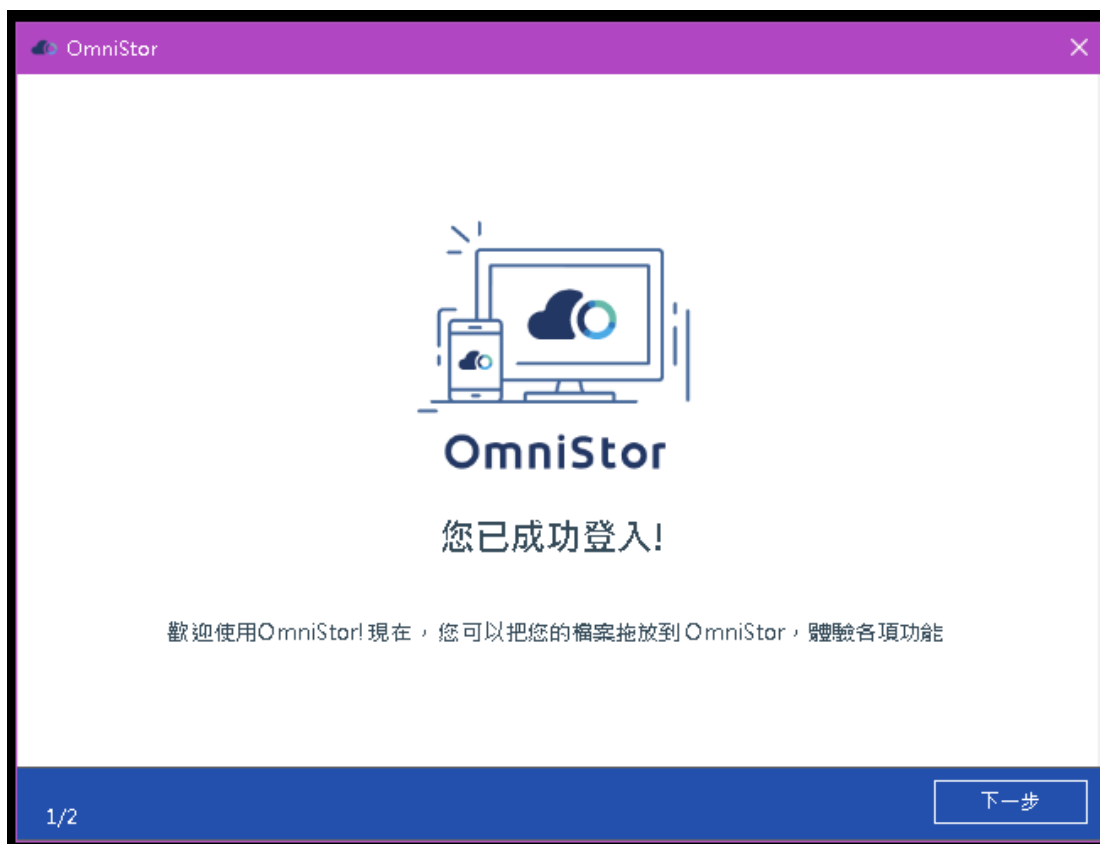 OmniStor
OmniStor
您已成功登入!
歡迎使用OmniStor! 現在，您可以把您的檔案拖放到 OmniStor，體驗各項功能
1/2
下一步